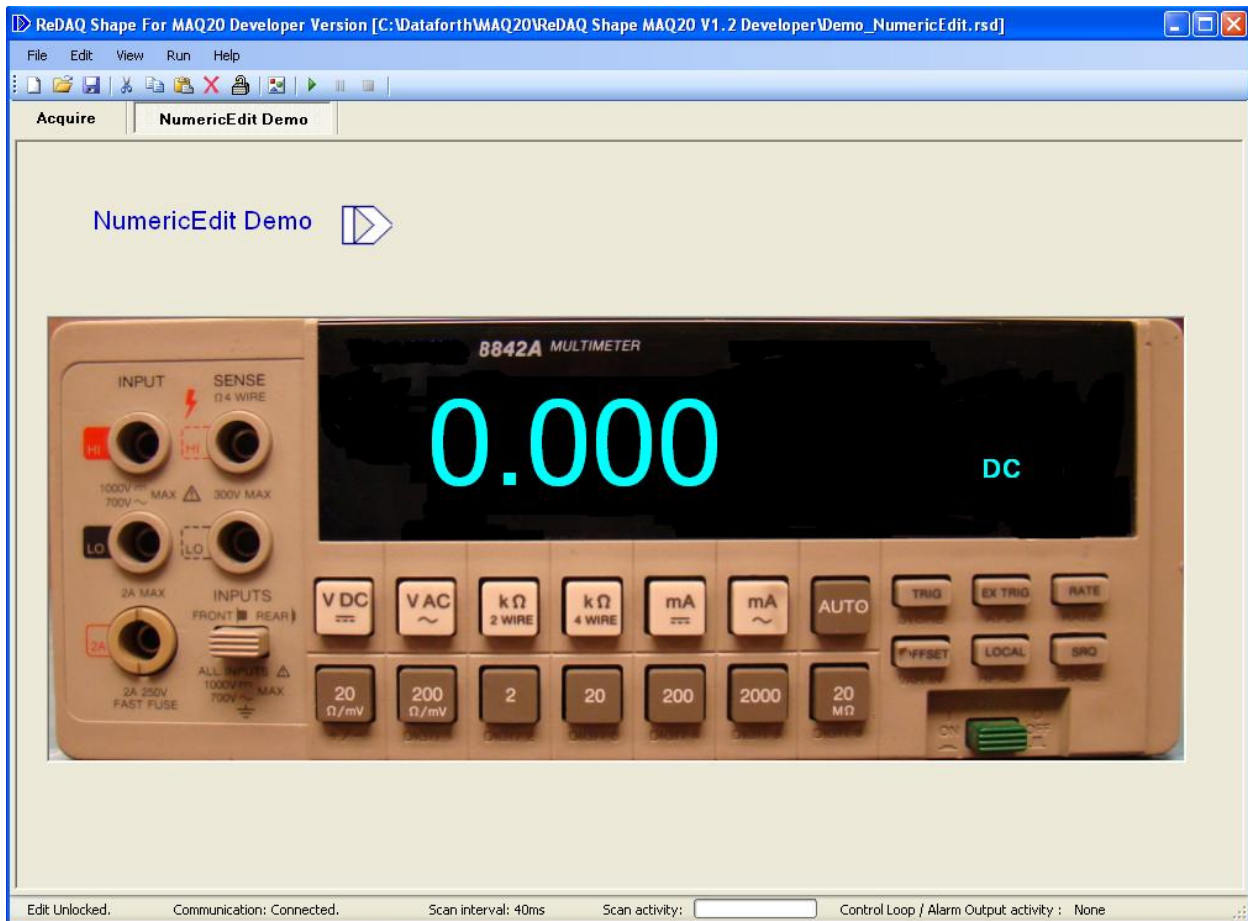 ReDAQ Shape For MAQ20 Developer Version [C:\Dataforth\MAQ20\ReDAQ Shape MAQ20 V1.2 Developer\Demo_NumericEdit.rsd]
File Edit View Run Help
Acquire NumericEdit Demo
NumericEdit Demo
8842A MULTIMETER
INPUT SENSE
Ω 4 WIRE
HI HI
1000V MAX 300V MAX
700V ~
0.000
DC
LO LO
2A MAX INPUTS
FRONT REAR
2A
ALL INPUTS
1000V MAX
700V ~
2A 250V
FAST FUSE
V DC V AC ~ kΩ 2 WIRE kΩ 4 WIRE mA mA ~ AUTO
TRIG EX TRIG RATE
OFFSET LOCAL SRQ
20 Ω/mV 200 Ω/mV 2 20 200 2000 20 MΩ
ON OFF
Edit Unlocked. Communication: Connected. Scan interval: 40ms Scan activity: Control Loop / Alarm Output activity : None